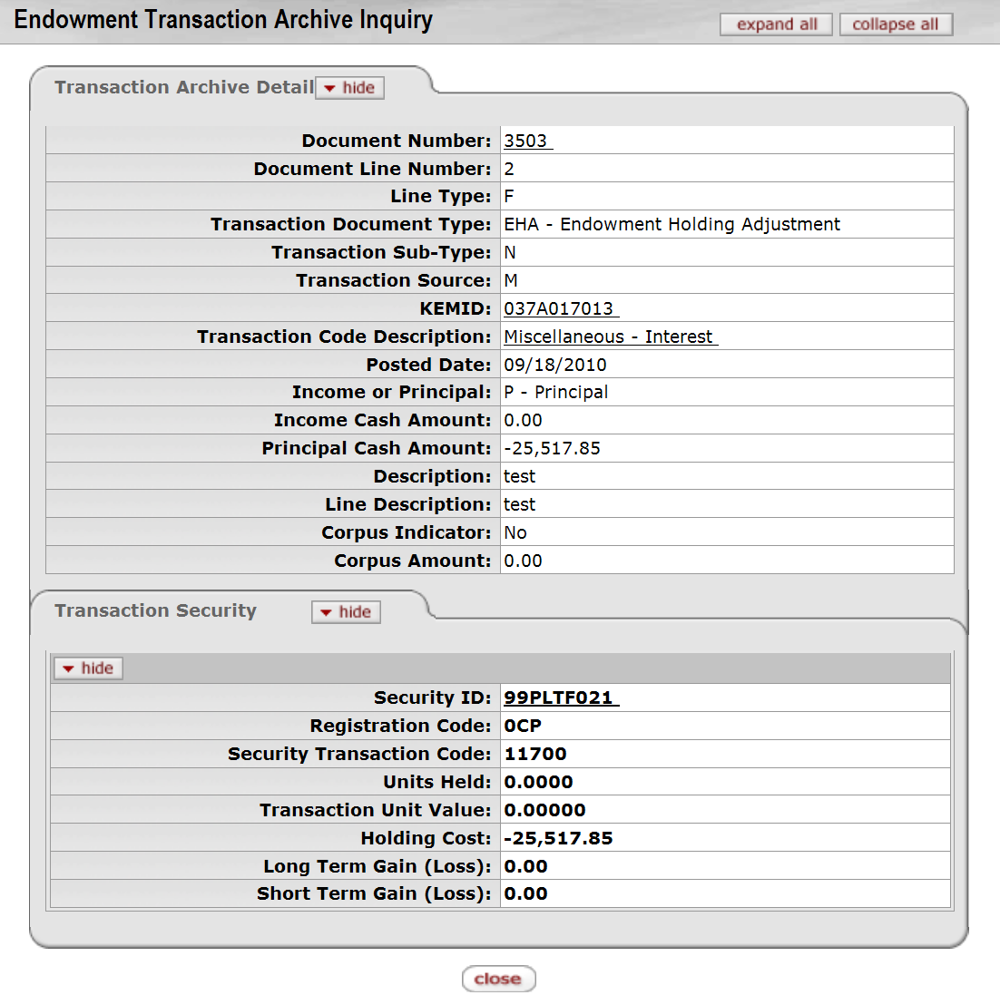 Endowment Transaction Archive Inquiry
expand all collapse all
Transaction Archive Detail hide
Document Number: 3503
Document Line Number: 2
Line Type: F
Transaction Document Type: EHA - Endowment Holding Adjustment
Transaction Sub-Type: N
Transaction Source: M
KEMID: 037A017013
Transaction Code Description: Miscellaneous - Interest
Posted Date: 09/18/2010
Income or Principal: P - Principal
Income Cash Amount: 0.00
Principal Cash Amount: -25,517.85
Description: test
Line Description: test
Corpus Indicator: No
Corpus Amount: 0.00
Transaction Security hide
hide
Security ID: 99PLTF021
Registration Code: 0CP
Security Transaction Code: 11700
Units Held: 0.0000
Transaction Unit Value: 0.00000
Holding Cost: -25,517.85
Long Term Gain (Loss): 0.00
Short Term Gain (Loss): 0.00
close